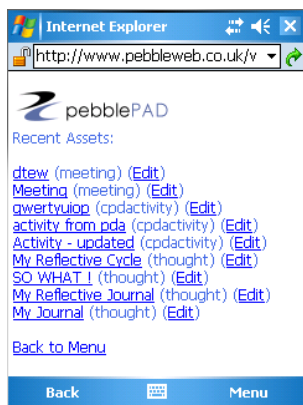 Internet Explorer
http://www.pebbleweb.co.uk/v
pebblePAD
Recent Assets:
dtew (meeting) (Edit)
Meeting (meeting) (Edit)
qwertyuiop (cpdactivity) (Edit)
activity from pda (cpdactivity) (Edit)
Activity - updated (cpdactivity) (Edit)
My Reflective Cycle (thought) (Edit)
SO WHAT ! (thought) (Edit)
My Reflective Journal (thought) (Edit)
My Journal (thought) (Edit)
Back to Menu
Back Menu